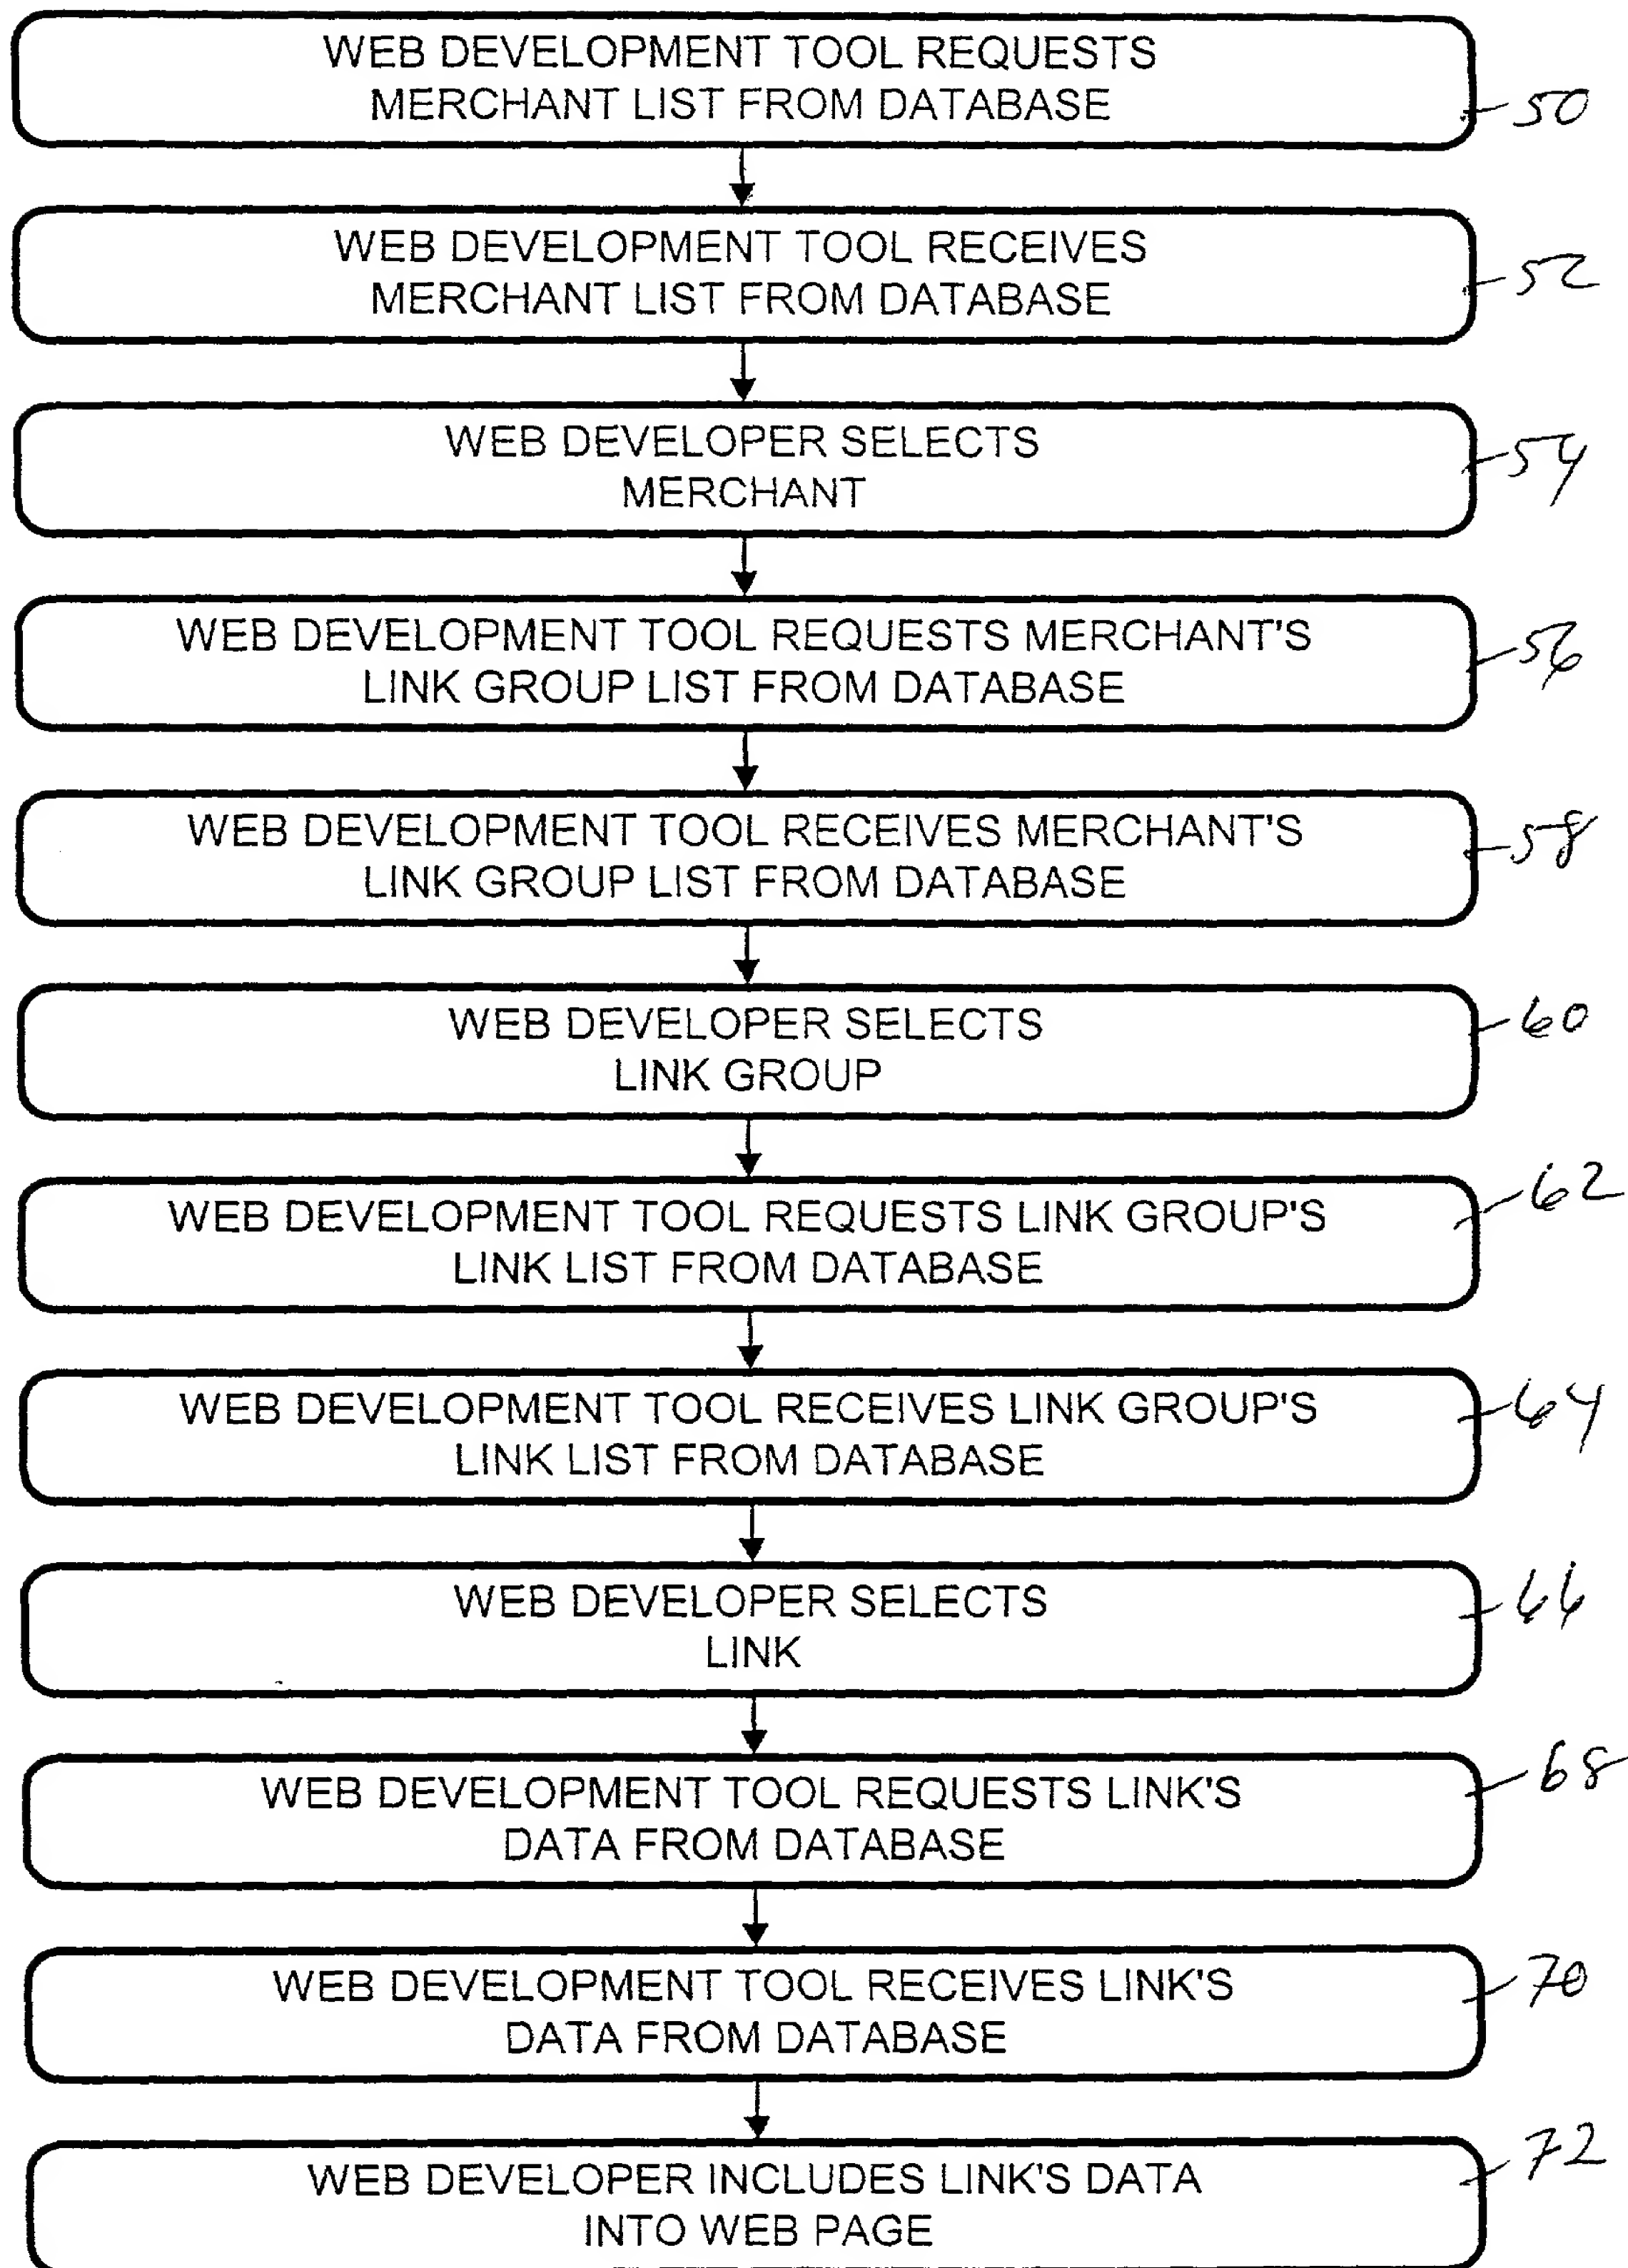 WEB DEVELOPMENT TOOL REQUESTS
MERCHANT LIST FROM DATABASE
50
WEB DEVELOPMENT TOOL RECEIVES
MERCHANT LIST FROM DATABASE
52
WEB DEVELOPER SELECTS
MERCHANT
54
WEB DEVELOPMENT TOOL REQUESTS MERCHANT'S
LINK GROUP LIST FROM DATABASE
56
WEB DEVELOPMENT TOOL RECEIVES MERCHANT'S
LINK GROUP LIST FROM DATABASE
58
WEB DEVELOPER SELECTS
LINK GROUP
60
WEB DEVELOPMENT TOOL REQUESTS LINK GROUP'S
LINK LIST FROM DATABASE
62
WEB DEVELOPMENT TOOL RECEIVES LINK GROUP'S
LINK LIST FROM DATABASE
64
WEB DEVELOPER SELECTS
LINK
66
WEB DEVELOPMENT TOOL REQUESTS LINK'S
DATA FROM DATABASE
68
WEB DEVELOPMENT TOOL RECEIVES LINK'S
DATA FROM DATABASE
70
WEB DEVELOPER INCLUDES LINK'S DATA
INTO WEB PAGE
72